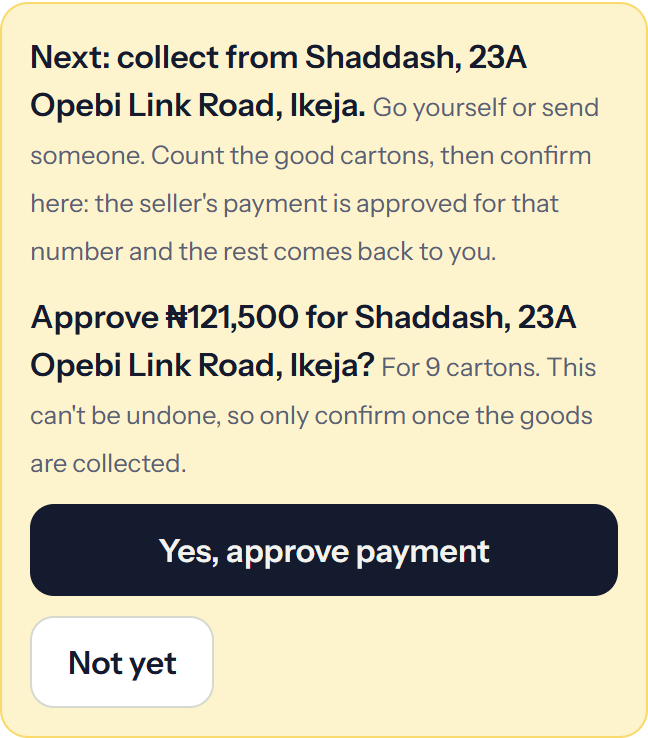 Next: collect from Shaddash, 23A
Opebi Link Road, Ikeja. Go yourself or send
someone. Count the good cartons, then confirm
here: the seller's payment is approved for that
number and the rest comes back to you.
Approve ₦121,500 for Shaddash, 23A
Opebi Link Road, Ikeja? For 9 cartons. This
can't be undone, so only confirm once the goods
are collected.
Yes, approve payment
Not yet